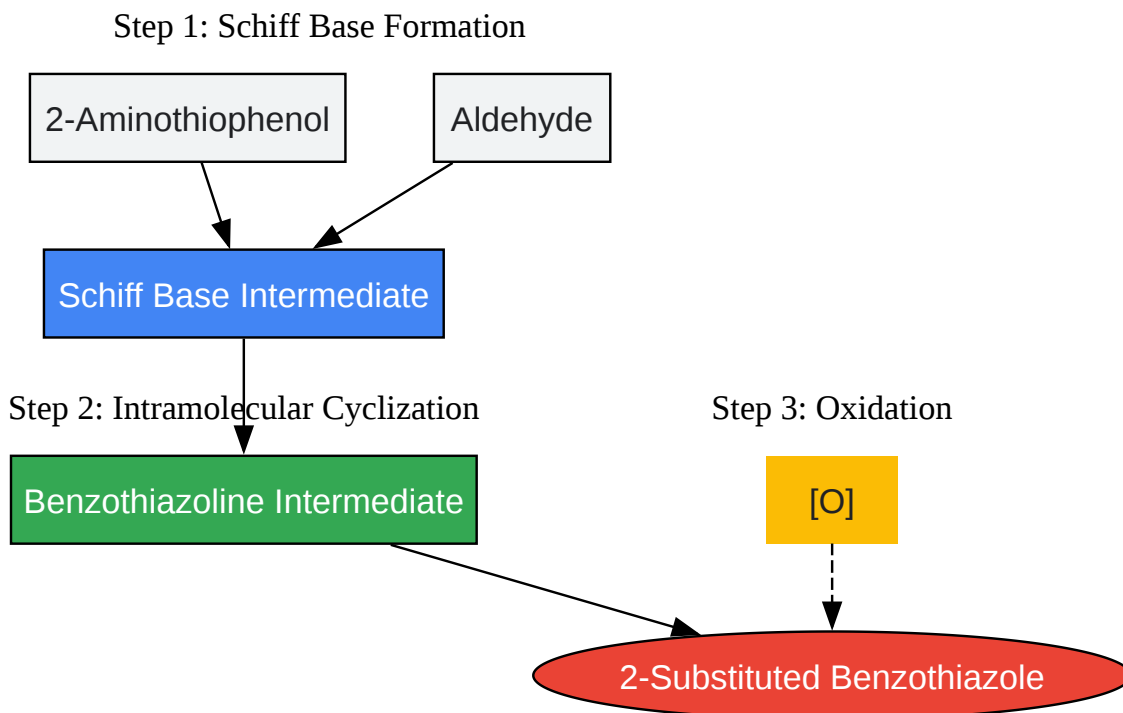 Step 1: Schiff Base Formation
2-Aminothiophenol
Aldehyde
Schiff Base Intermediate
Step 2: Intramolecular Cyclization
Step 3: Oxidation
Benzothiazoline Intermediate
[O]
2-Substituted Benzothiazole